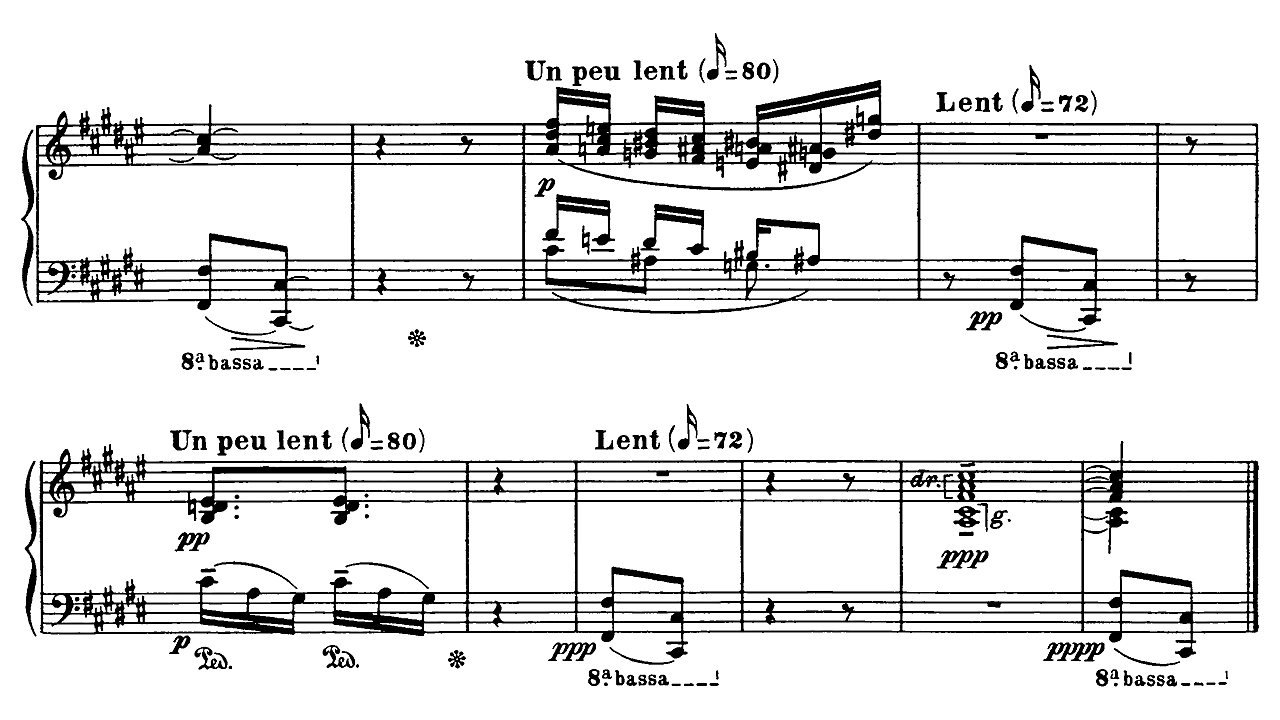 Un peu lent (𝅘𝅥𝅯=80)
Lent (𝅘𝅥𝅯=72)
p
pp
8ª bassa
8ª bassa
Un peu lent (𝅘𝅥𝅯=80)
Lent (𝅘𝅥𝅯=72)
dr.
g.
pp
ppp
p
Ped.
Ped.
ppp
pppp
8ª bassa
8ª bassa